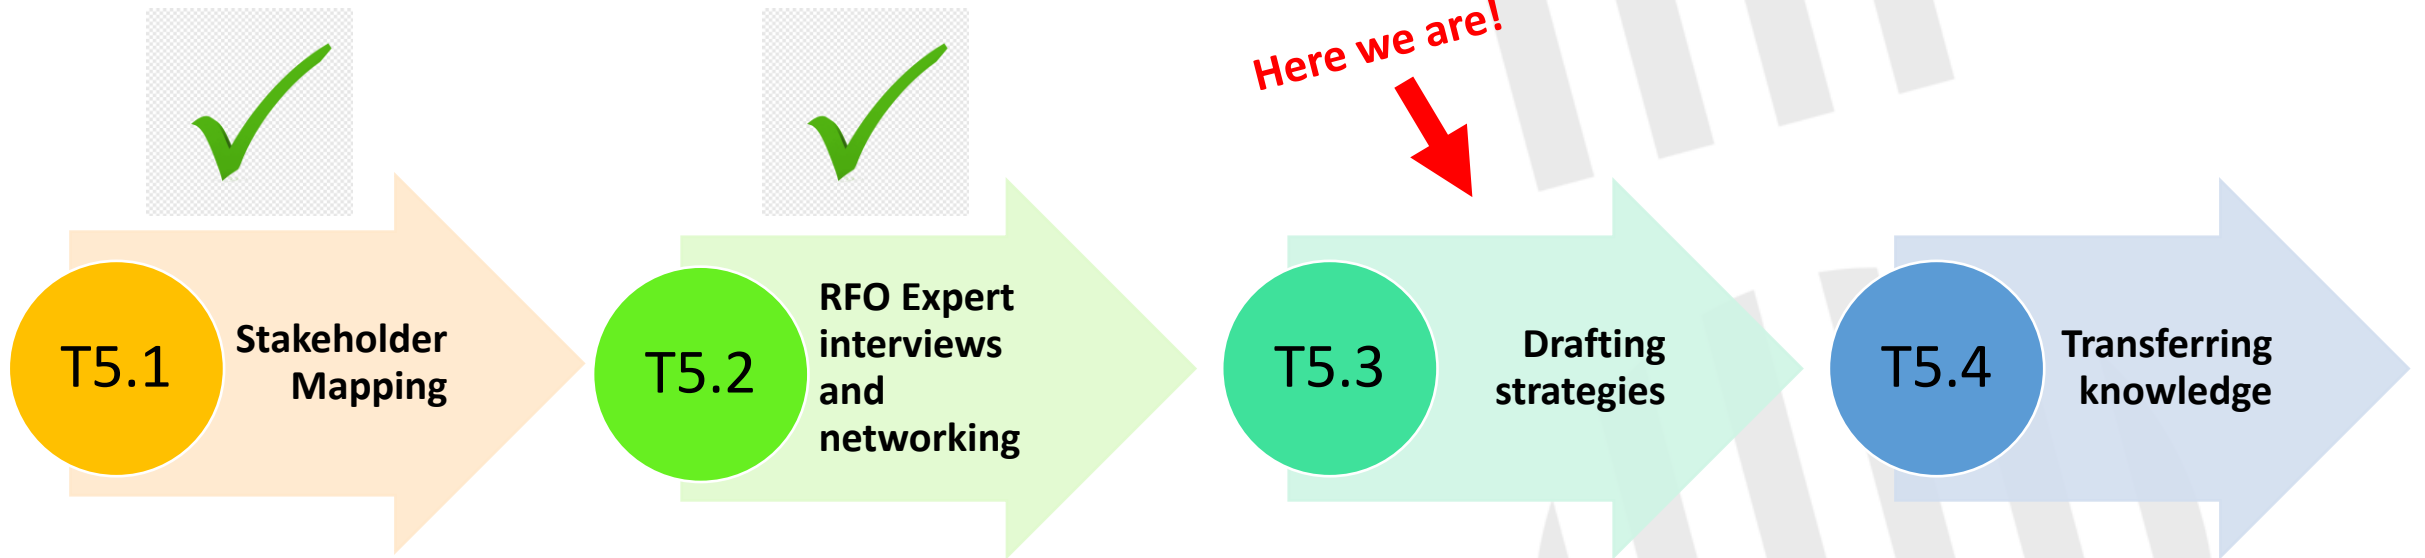 Here we are!
T5.1
Stakeholder
Mapping
T5.2
RFO Expert
interviews
and
networking
T5.3
Drafting
strategies
T5.4
Transferring
knowledge